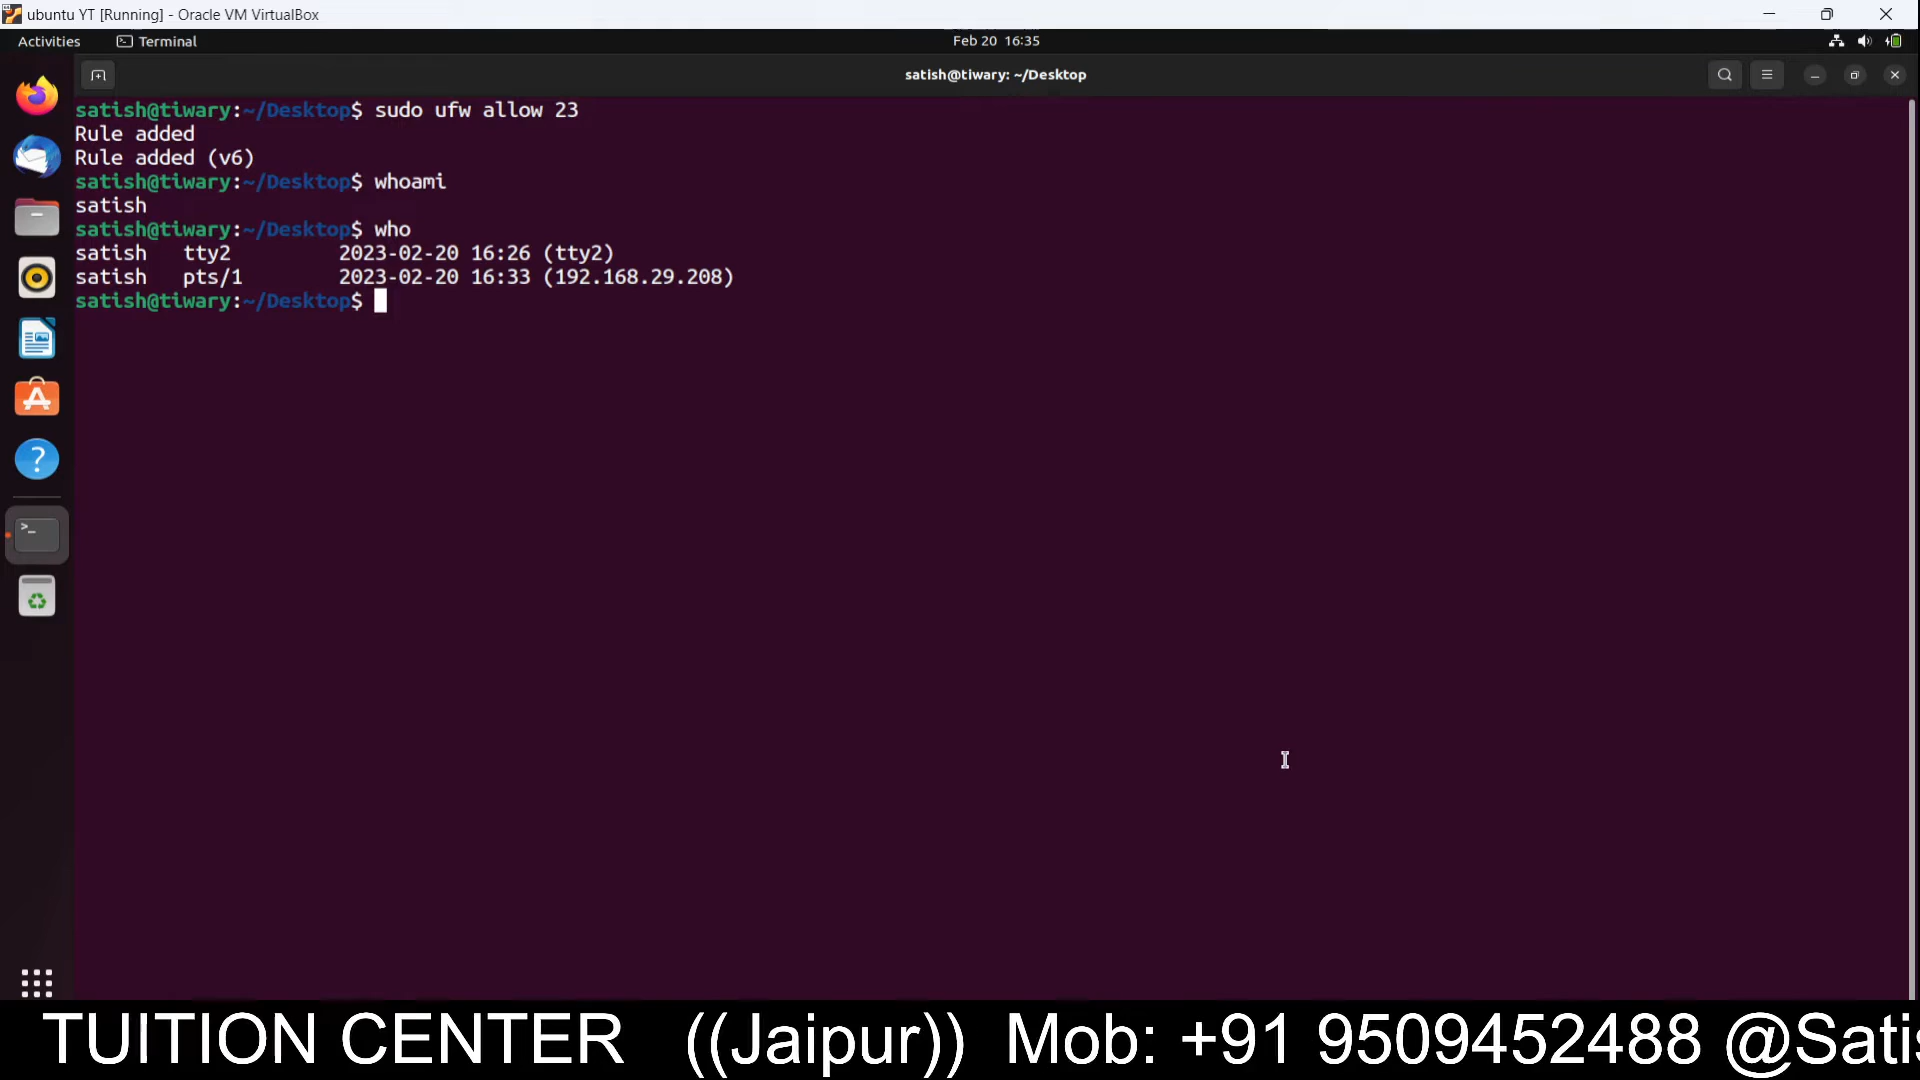 ubuntu YT [Running] - Oracle VM VirtualBox
Activities Terminal Feb 20 16:35
satish@tiwary: ~/Desktop
satish@tiwary:~/Desktop$ sudo ufw allow 23
Rule added
Rule added (v6)
satish@tiwary:~/Desktop$ whoami
satish
satish@tiwary:~/Desktop$ who
satish   tty2         2023-02-20 16:26 (tty2)
satish   pts/1        2023-02-20 16:33 (192.168.29.208)
satish@tiwary:~/Desktop$
TUITION CENTER ((Jaipur)) Mob: +91 9509452488 @Satis